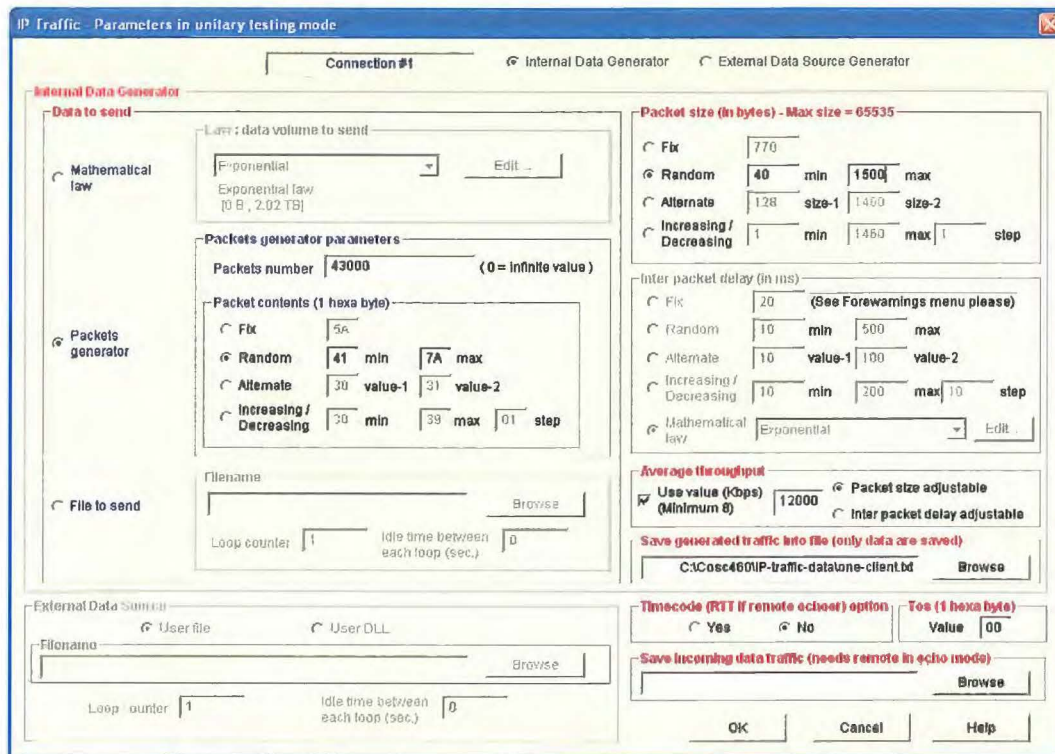 IP Traffic - Parameters in unitary testing mode
Connection #1 Internal Data Generator External Data Source Generator
Internal Data Generator
Data to send
Mathematical law
Law : data volume to send
Exponential Edit ...
Exponential law
[0 B , 2.02 TB]
Packets generator
Packets generator parameters
Packets number 43000 ( 0 = infinite value )
Packet contents (1 hexa byte)
Fix 5A
Random 41 min 7A max
Alternate 30 value-1 31 value-2
Increasing / Decreasing 30 min 39 max 01 step
File to send
Filename
Browse
Loop counter 1 Idle time between each loop (sec.) 0
Packet size (in bytes) - Max size = 65535
Fix 770
Random 40 min 1500 max
Alternate 128 size-1 1460 size-2
Increasing / Decreasing 1 min 1460 max 1 step
Inter packet delay (in ms)
Fix 20 (See Forewarnings menu please)
Random 10 min 500 max
Alternate 10 value-1 100 value-2
Increasing / Decreasing 10 min 200 max 10 step
Mathematical law Exponential Edit ...
Average throughput
Use value (Kbps) (Minimum 8) 12000 Packet size adjustable
Inter packet delay adjustable
Save generated traffic into file (only data are saved)
C:\Cosc460\IP-traffic-data\one-client.txt Browse
External Data Source
User file User DLL
Filename
Browse
Loop counter 1 Idle time between each loop (sec.) 0
Timecode (RTT if remote echoer) option
Yes No
Tos (1 hexa byte)
Value 00
Save incoming data traffic (needs remote in echo mode)
Browse
OK Cancel Help